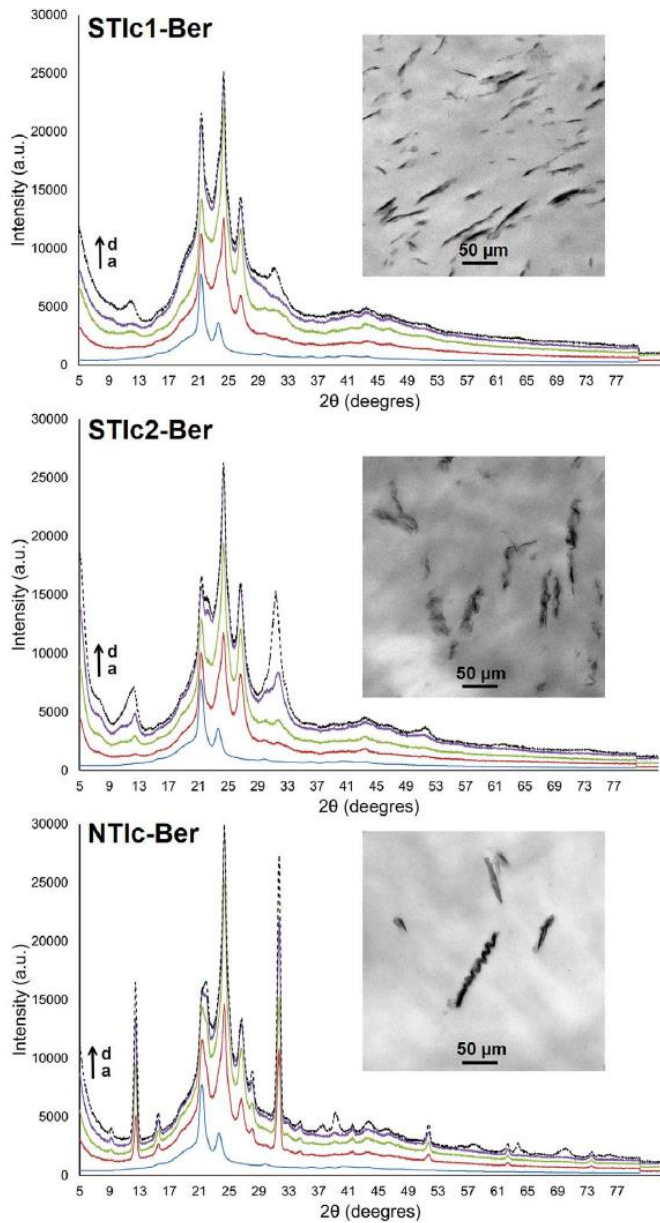 STIc1-Ber
30000
25000
20000
15000
10000
5000
0
Intensity (a.u.)
d
a
50 µm
5 9 13 17 21 25 29 33 37 41 45 49 53 57 61 65 69 73 77
2θ (deegres)
STIc2-Ber
30000
25000
20000
15000
10000
5000
0
Intensity (a.u.)
d
a
50 µm
5 9 13 17 21 25 29 33 37 41 45 49 53 57 61 65 69 73 77
2θ (deegres)
NTIc-Ber
30000
25000
20000
15000
10000
5000
0
Intensity (a.u.)
d
a
50 µm
5 9 13 17 21 25 29 33 37 41 45 49 53 57 61 65 69 73 77
2θ (deegres)